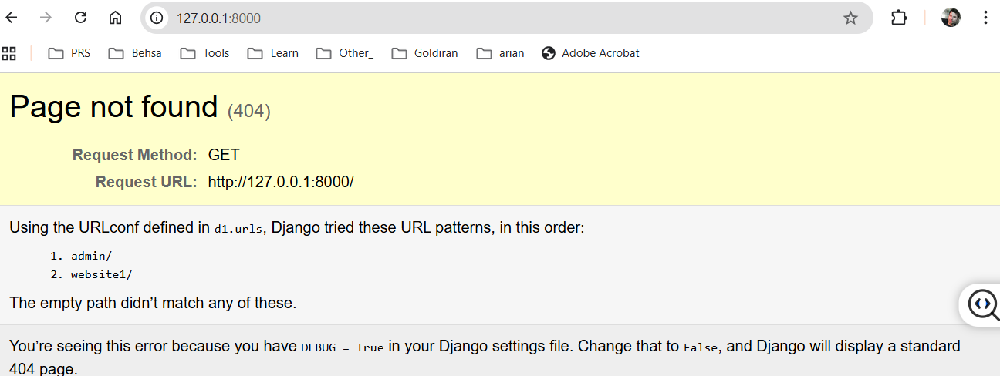 127.0.0.1:8000
PRS Behsa Tools Learn Other_ Goldiran arian Adobe Acrobat
Page not found (404)
Request Method: GET
Request URL: http://127.0.0.1:8000/
Using the URLconf defined in d1.urls, Django tried these URL patterns, in this order:
1. admin/
2. website1/
The empty path didn’t match any of these.
You’re seeing this error because you have DEBUG = True in your Django settings file. Change that to False, and Django will display a standard
404 page.